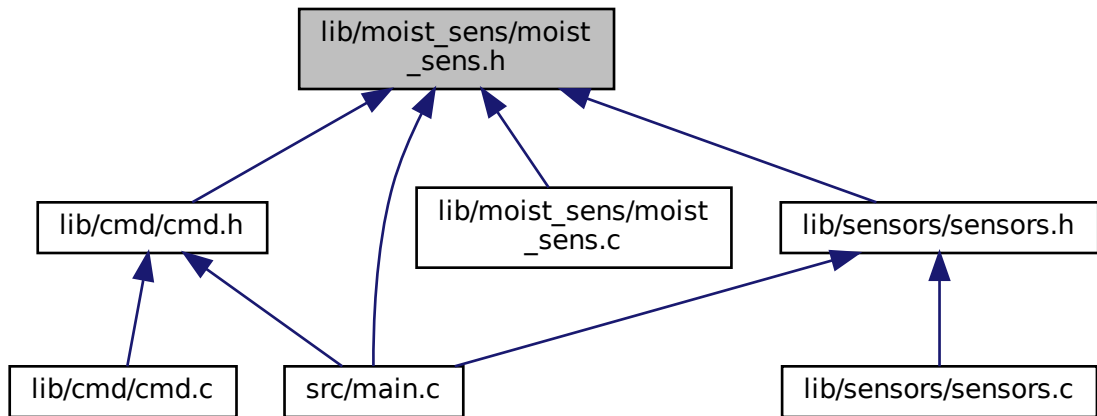 lib/moist_sens/moist
_sens.h
lib/cmd/cmd.h
lib/moist_sens/moist
_sens.c
lib/sensors/sensors.h
lib/cmd/cmd.c
src/main.c
lib/sensors/sensors.c